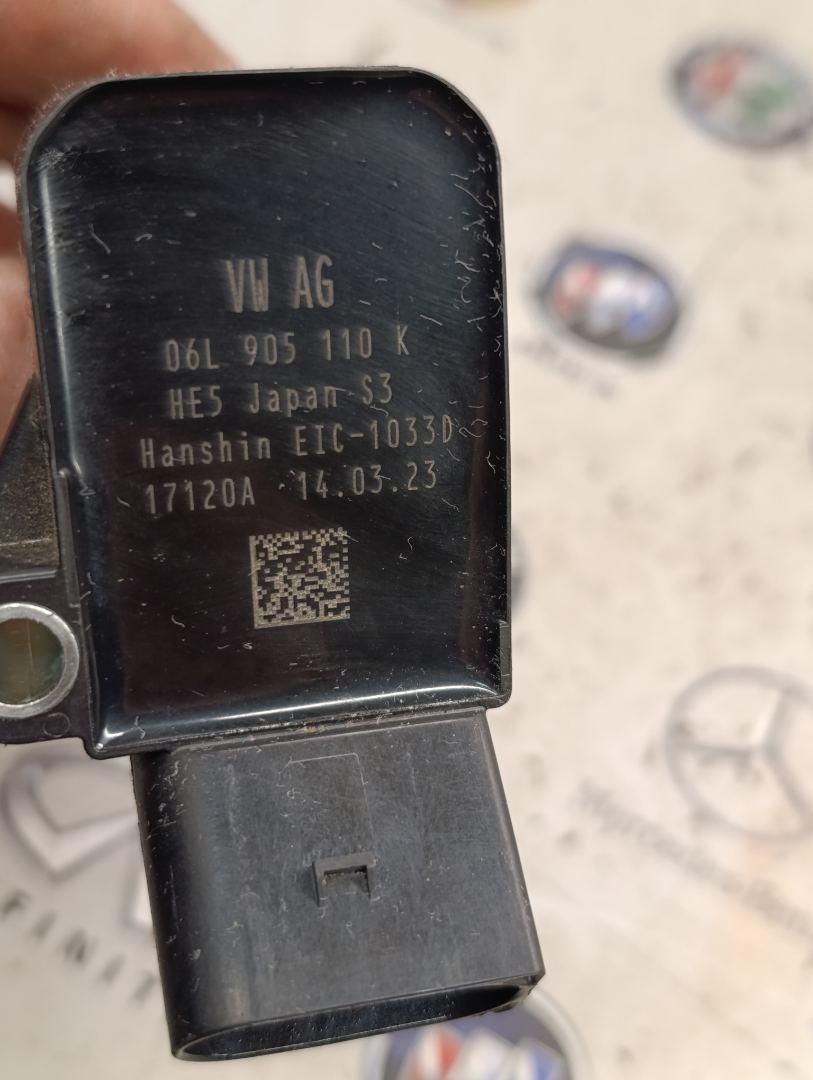 VW AG
06L 905 110 K
HE5 Japan S3
Hanshin EIC-1033D
17120A 14.03.23